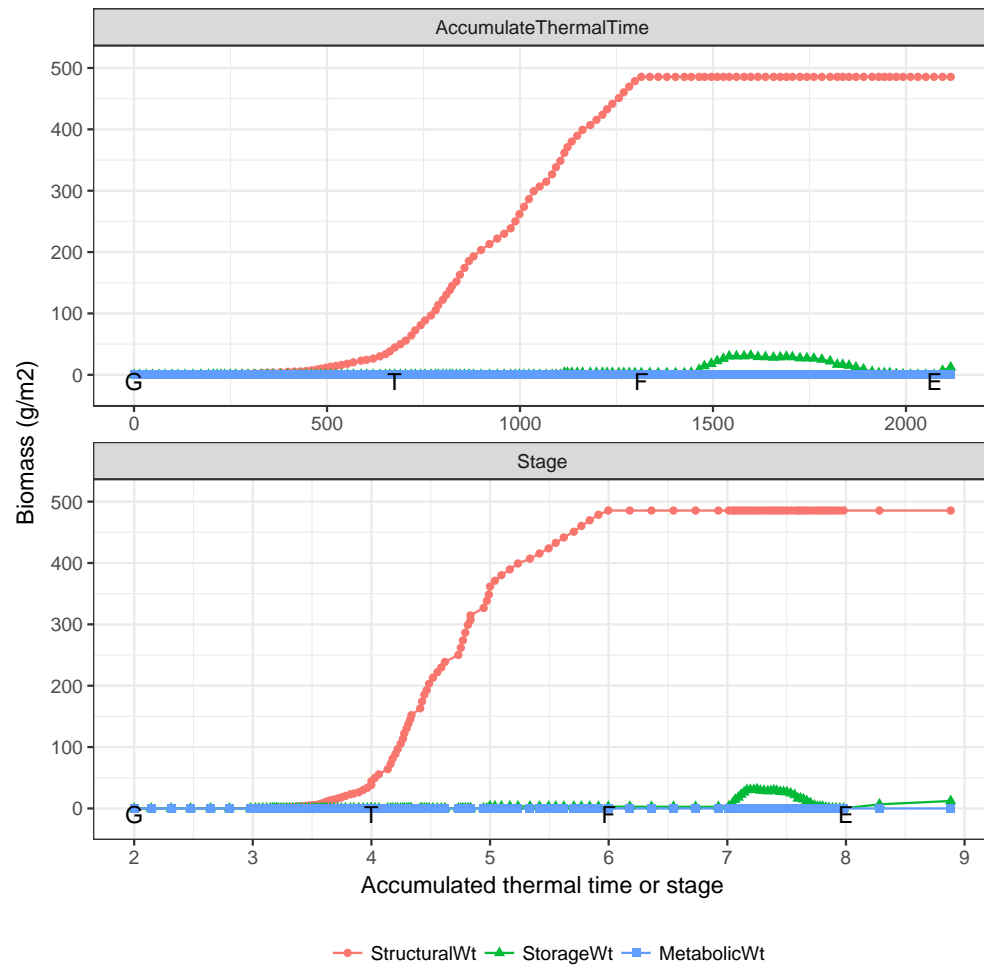 AccumulateThermalTime
500
400
300
200
100
0
G T F E
0 500 1000 1500 2000
Stage
500
400
300
200
100
0
G T F E
2 3 4 5 6 7 8 9
Biomass (g/m2)
Accumulated thermal time or stage
StructuralWt StorageWt MetabolicWt